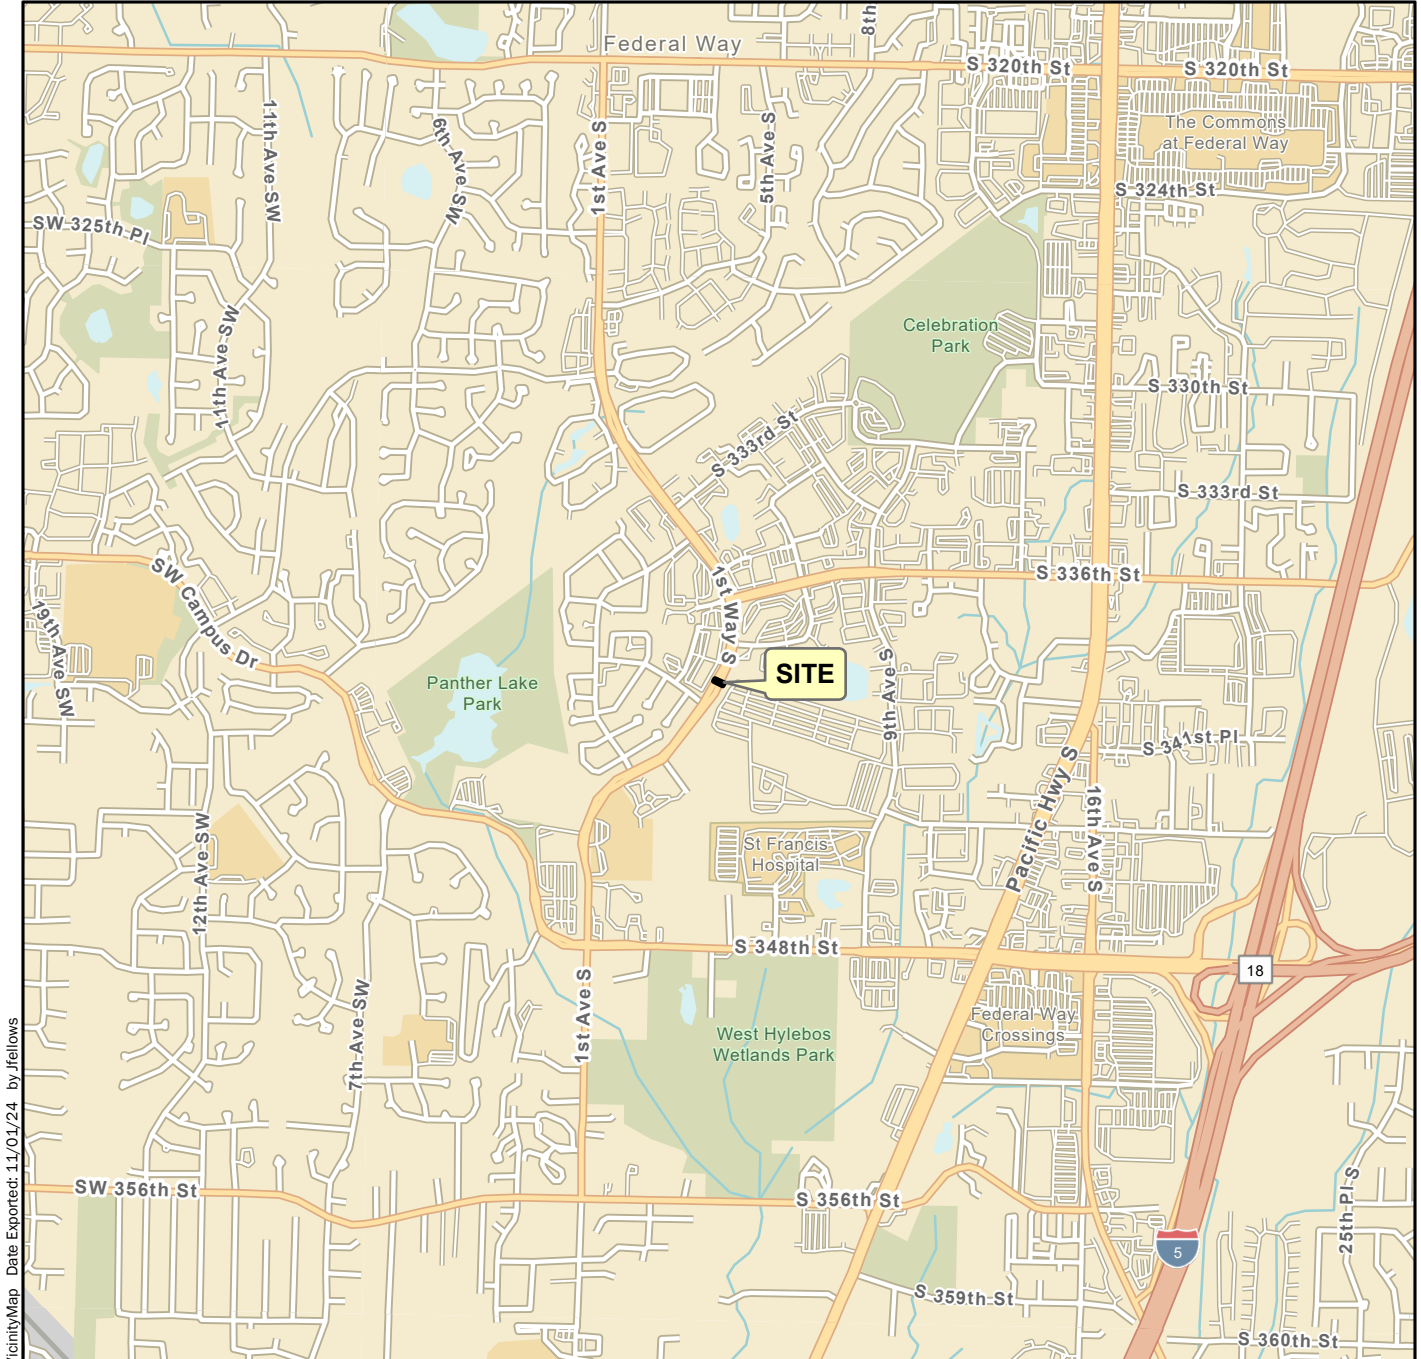 Federal Way
8th
S 320th St
S 320th St
The Commons
at Federal Way
11th Ave SW
6th Ave SW
1st Ave S
5th Ave S
S 324th St
SW 325th Pl
Celebration
Park
11th Ave SW
S 330th St
S 333rd St
S 333rd St
SW Campus Dr
1st Way S
S 336th St
19th Ave SW
SITE
Panther Lake
Park
9th Ave S
S 341st Pl
Pacific Hwy S
16th Ave S
12th Ave SW
St Francis
Hospital
S 348th St
18
7th Ave SW
1st Ave S
West Hylebos
Wetlands Park
Federal Way
Crossings
SW 356th St
S 356th St
25th Pl S
5
S 359th St
S 360th St
VicinityMap Date Exported: 11/01/24 by Jfellows